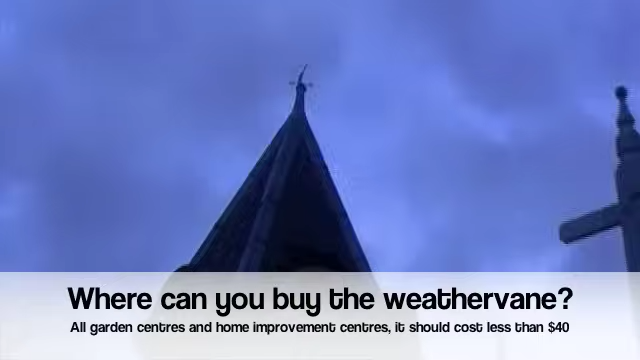 Where can you buy the weathervane?
All garden centres and home improvement centres, it should cost less than $40